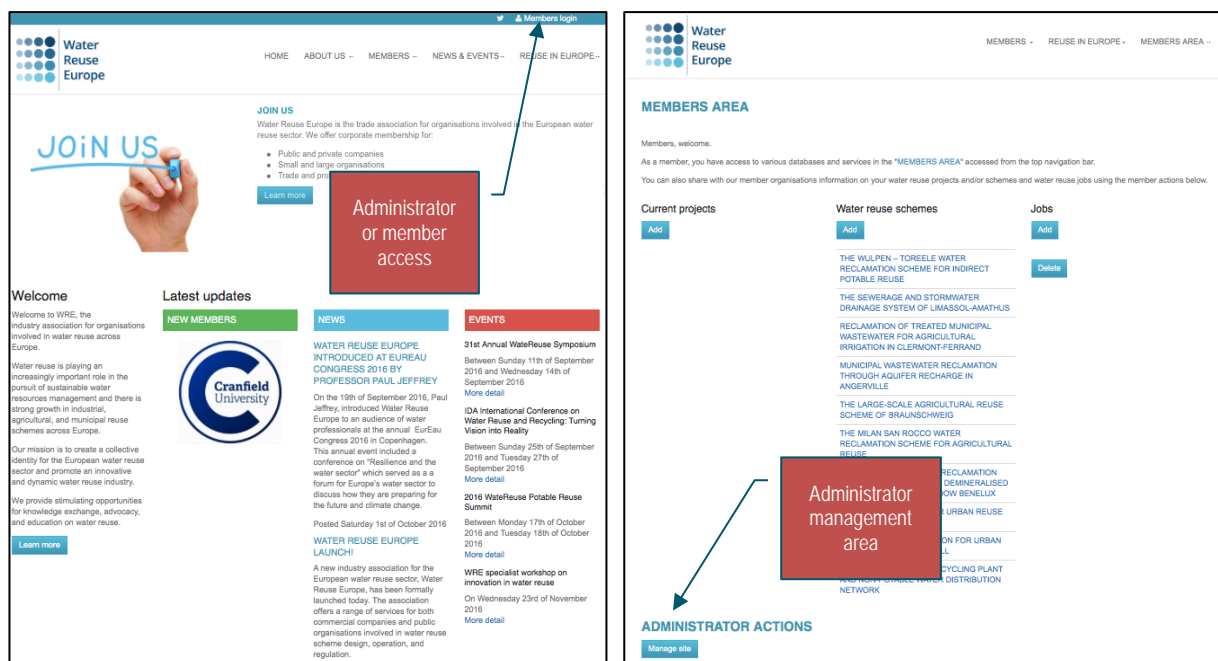 Members login
Water
Reuse
Europe
HOME ABOUT US MEMBERS NEWS & EVENTS REUSE IN EUROPE
JOiN US
JOIN US
Water Reuse Europe is the trade association for organisations involved in the European water
reuse sector. We offer corporate membership for:
Public and private companies
Small and large organisations
Trade and pro
Learn more
Administrator
or member
access
Welcome
Welcome to WRE, the
industry association for organisations
involved in water reuse across
Europe.
Water reuse is playing an
increasingly important role in the
pursuit of sustainable water
resources management and there is
strong growth in industrial,
agricultural, and municipal reuse
schemes across Europe.
Our mission is to create a collective
identity for the European water reuse
sector and promote an innovative
and dynamic water reuse industry.
We provide stimulating opportunities
for knowledge exchange, advocacy,
and education on water reuse.
Learn more
Latest updates
NEW MEMBERS
Cranfield
University
NEWS
WATER REUSE EUROPE
INTRODUCED AT EUREAU
CONGRESS 2016 BY
PROFESSOR PAUL JEFFREY
On the 19th of September 2016, Paul
Jeffrey, introduced Water Reuse
Europe to an audience of water
professionals at the annual EurEau
Congress 2016 in Copenhagen.
This annual event included a
conference on "Resilience and the
water sector" which served as a a
forum for Europe's water sector to
discuss how they are preparing for
the future and climate change.
Posted Saturday 1st of October 2016
WATER REUSE EUROPE
LAUNCH!
A new industry association for the
European water reuse sector, Water
Reuse Europe, has been formally
launched today. The association
offers a range of services for both
commercial companies and public
organisations involved in water reuse
scheme design, operation, and
regulation.
EVENTS
31st Annual WateReuse Symposium
Between Sunday 11th of September
2016 and Wednesday 14th of
September 2016
More detail
IDA International Conference on
Water Reuse and Recycling: Turning
Vision into Reality
Between Sunday 25th of September
2016 and Tuesday 27th of
September 2016
More detail
2016 WateReuse Potable Reuse
Summit
Between Monday 17th of October
2016 and Tuesday 18th of October
2016
More detail
WRE specialist workshop on
innovation in water reuse
On Wednesday 23rd of November
2016
More detail
Water
Reuse
Europe
MEMBERS REUSE IN EUROPE MEMBERS AREA
MEMBERS AREA
Members, welcome.
As a member, you have access to various databases and services in the "MEMBERS AREA" accessed from the top navigation bar.
You can also share with our member organisations information on your water reuse projects and/or schemes and water reuse jobs using the member actions below.
Current projects
Add
Water reuse schemes
Add
THE WULPEN – TOREELE WATER
RECLAMATION SCHEME FOR INDIRECT
POTABLE REUSE
THE SEWERAGE AND STORMWATER
DRAINAGE SYSTEM OF LIMASSOL-AMATHUS
RECLAMATION OF TREATED MUNICIPAL
WASTEWATER FOR AGRICULTURAL
IRRIGATION IN CLERMONT-FERRAND
MUNICIPAL WASTEWATER RECLAMATION
THROUGH AQUIFER RECHARGE IN
ANGERVILLE
THE LARGE-SCALE AGRICULTURAL REUSE
SCHEME OF BRAUNSCHWEIG
THE MILAN SAN ROCCO WATER
RECLAMATION SCHEME FOR AGRICULTURAL
REUSE
RECLAMATION
DEMINERALISED
OW BENELUX
R URBAN REUSE
ON FOR URBAN
LL
CYCLING PLANT
AND NON-POTABLE WATER DISTRIBUTION
NETWORK
Jobs
Add
Delete
Administrator
management
area
ADMINISTRATOR ACTIONS
Manage site